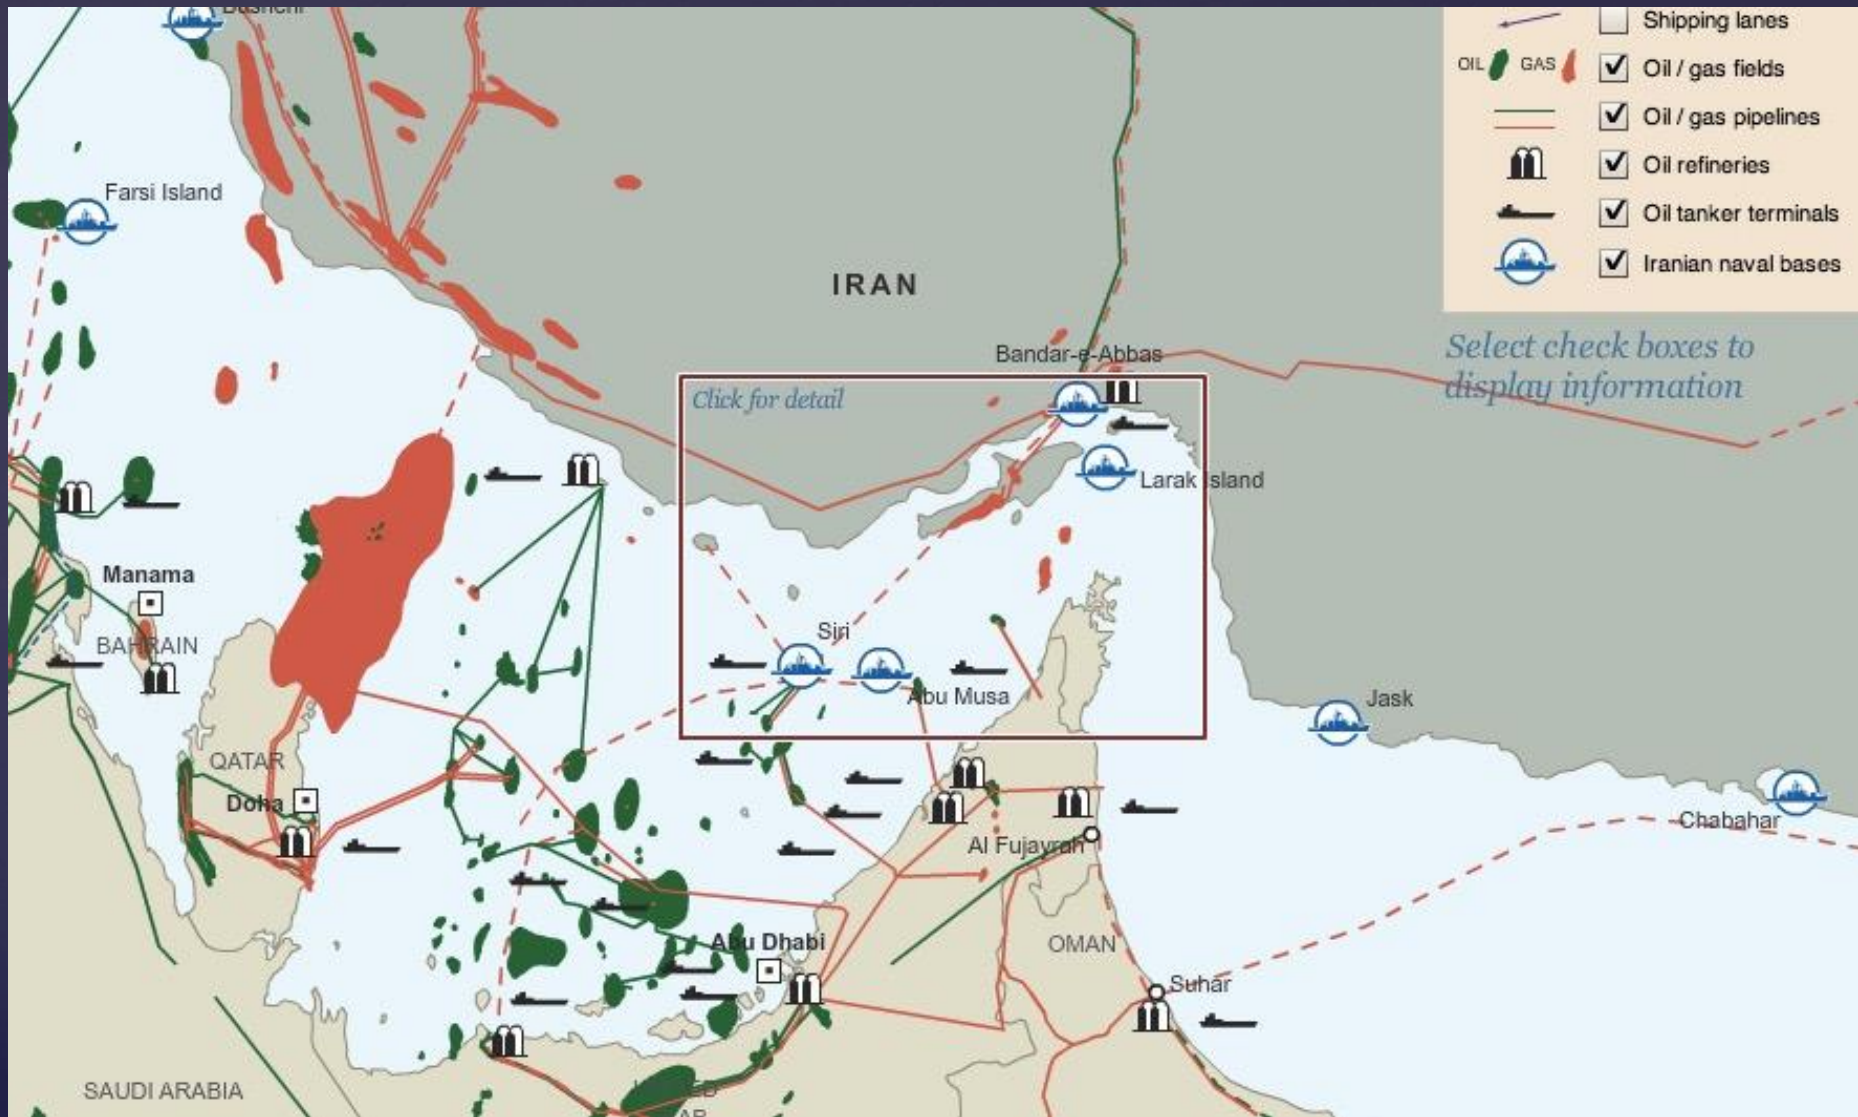 Bushehr
Shipping lanes
OIL GAS Oil / gas fields
Oil / gas pipelines
Oil refineries
Oil tanker terminals
Iranian naval bases
Select check boxes to
display information
Farsi Island
IRAN
Bandar-e-Abbas
Click for detail
Larak Island
Manama
BAHRAIN
Siri
Abu Musa
Jask
QATAR
Doha
Chabahar
Al Fujayrah
Abu Dhabi
OMAN
Suhar
SAUDI ARABIA